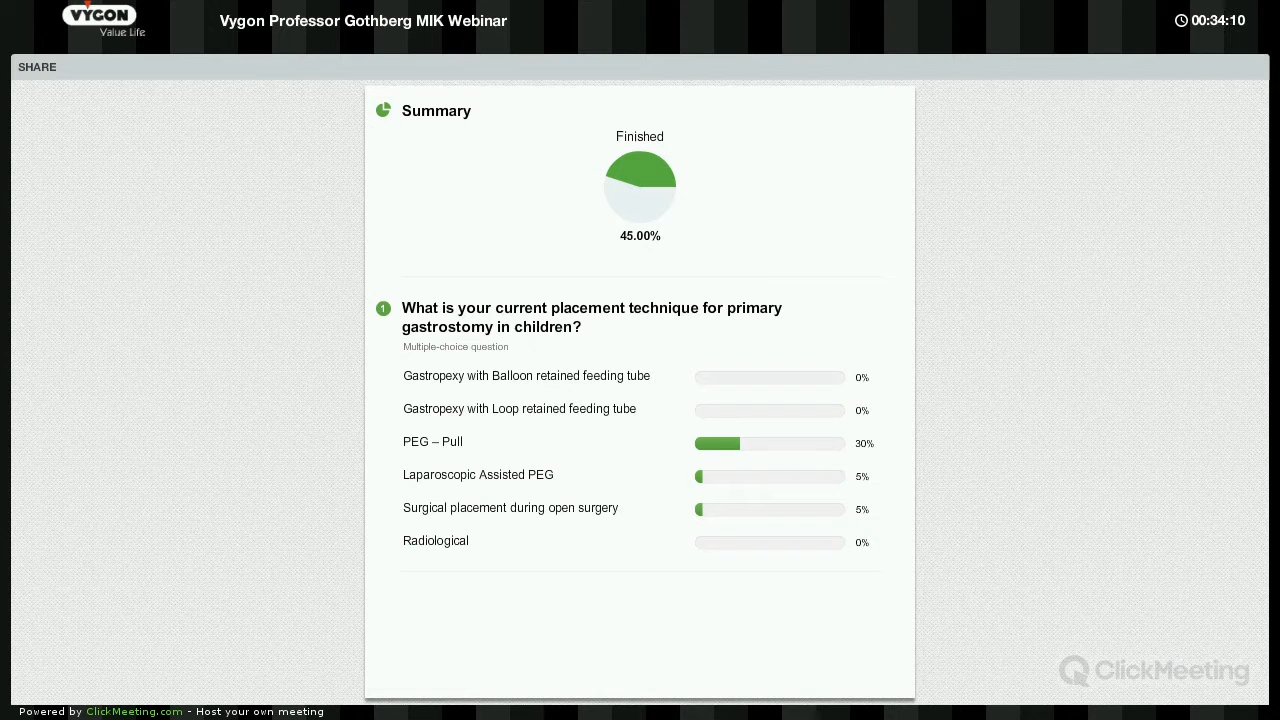 VYGON
Value Life
Vygon Professor Gothberg MIK Webinar
00:34:10
SHARE
Summary
Finished
45.00%
1 What is your current placement technique for primary
gastrostomy in children?
Multiple-choice question
Gastropexy with Balloon retained feeding tube 0%
Gastropexy with Loop retained feeding tube 0%
PEG – Pull 30%
Laparoscopic Assisted PEG 5%
Surgical placement during open surgery 5%
Radiological 0%
ClickMeeting
Powered by ClickMeeting.com - Host your own meeting